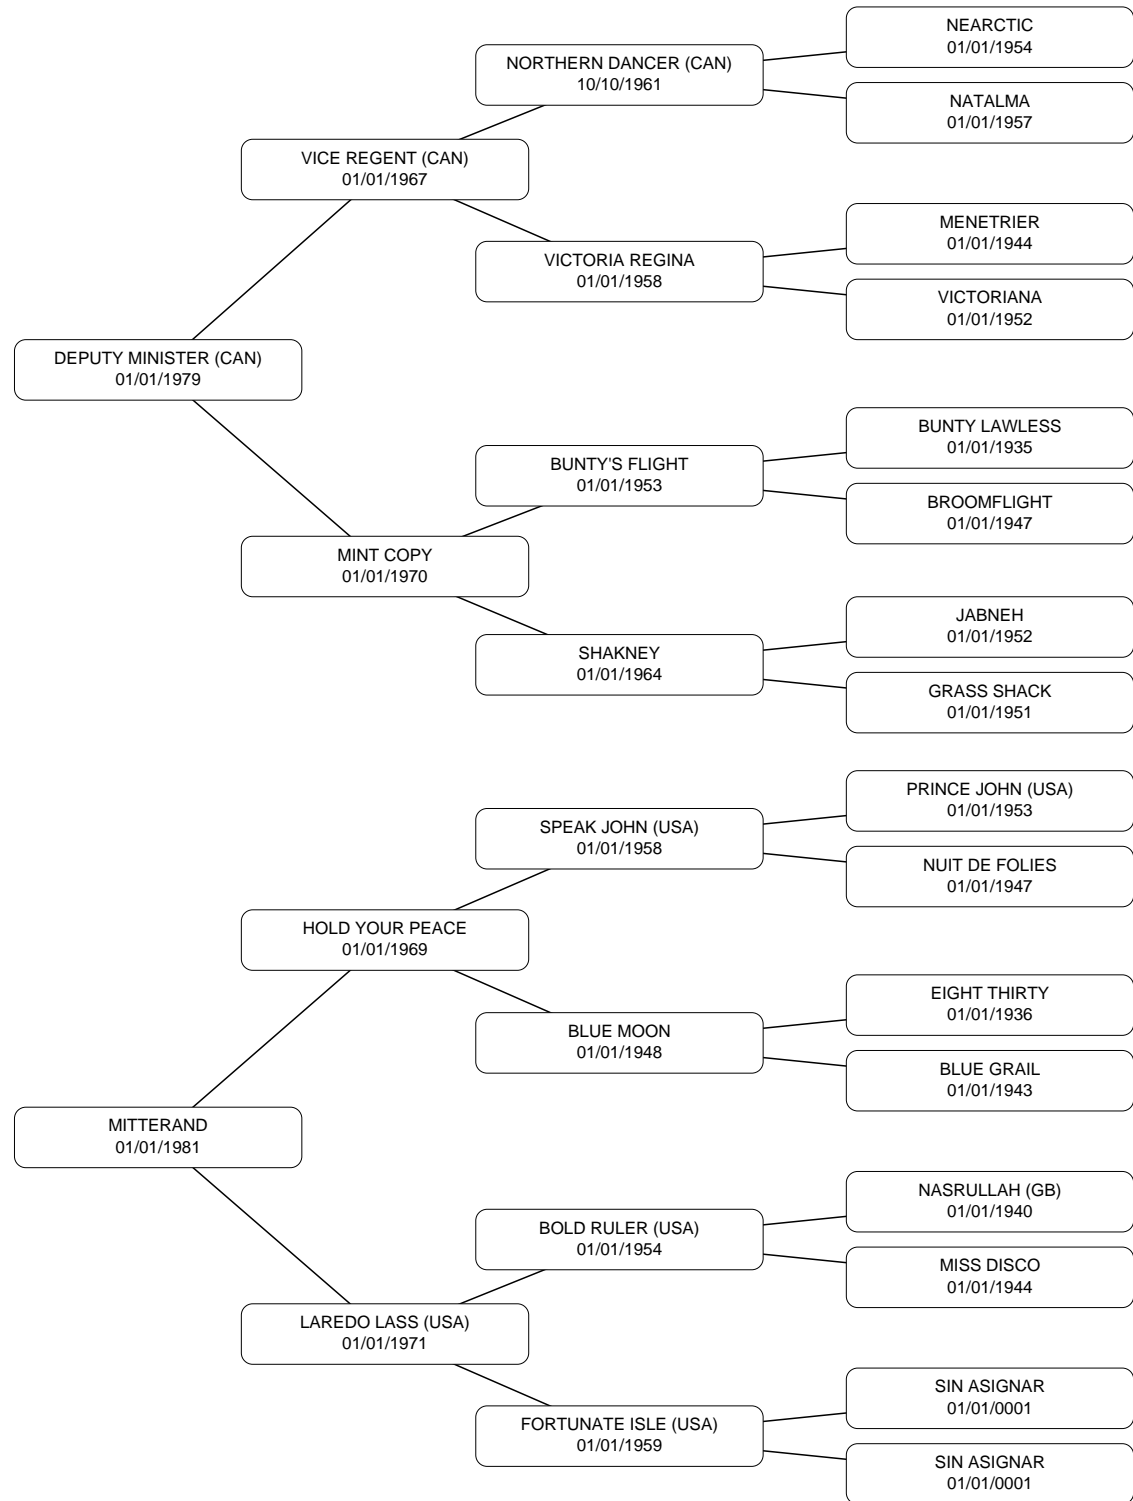 NEARCTIC
01/01/1954
NORTHERN DANCER (CAN)
10/10/1961
NATALMA
01/01/1957
VICE REGENT (CAN)
01/01/1967
MENETRIER
01/01/1944
VICTORIA REGINA
01/01/1958
VICTORIANA
01/01/1952
DEPUTY MINISTER (CAN)
01/01/1979
BUNTY LAWLESS
01/01/1935
BUNTY'S FLIGHT
01/01/1953
BROOMFLIGHT
01/01/1947
MINT COPY
01/01/1970
JABNEH
01/01/1952
SHAKNEY
01/01/1964
GRASS SHACK
01/01/1951
PRINCE JOHN (USA)
01/01/1953
SPEAK JOHN (USA)
01/01/1958
NUIT DE FOLIES
01/01/1947
HOLD YOUR PEACE
01/01/1969
EIGHT THIRTY
01/01/1936
BLUE MOON
01/01/1948
BLUE GRAIL
01/01/1943
MITTERAND
01/01/1981
NASRULLAH (GB)
01/01/1940
BOLD RULER (USA)
01/01/1954
MISS DISCO
01/01/1944
LAREDO LASS (USA)
01/01/1971
SIN ASIGNAR
01/01/0001
FORTUNATE ISLE (USA)
01/01/1959
SIN ASIGNAR
01/01/0001